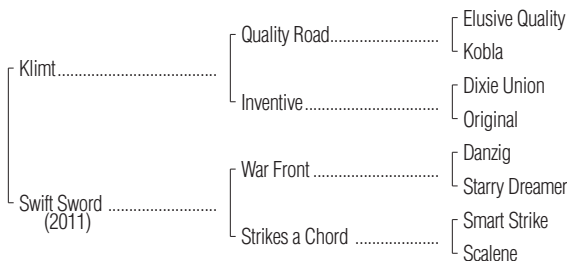 Elusive Quality
Quality Road
Kobla
Klimt
Dixie Union
Inventive
Original
Danzig
War Front
Starry Dreamer
Swift Sword
(2011)
Smart Strike
Strikes a Chord
Scalene